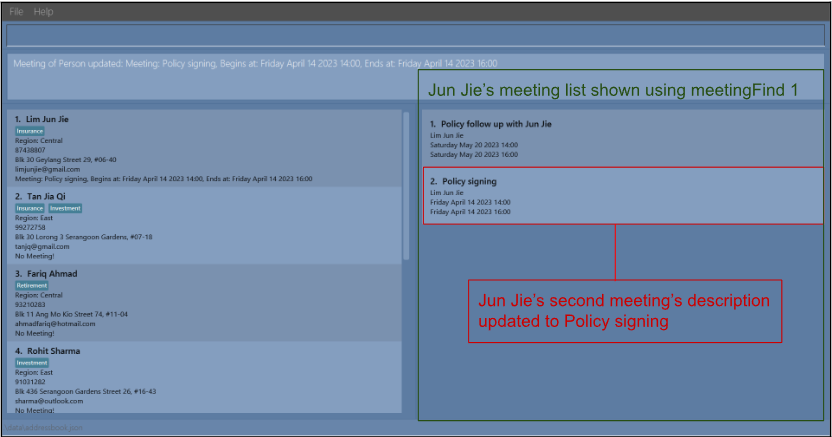 File Help
Meeting of Person updated: Meeting: Policy signing, Begins at: Friday April 14 2023 14:00, Ends at: Friday April 14 2023 16:00
Jun Jie's meeting list shown using meetingFind 1
1. Lim Jun Jie
Insurance
Region: Central
87438807
Blk 30 Geylang Street 29, #06-40
limjunjie@gmail.com
Meeting: Policy signing, Begins at: Friday April 14 2023 14:00, Ends at: Friday April 14 2023 16:00
2. Tan Jia Qi
Insurance Investment
Region: East
99272758
Blk 30 Lorong 3 Serangoon Gardens, #07-18
tanjq@gmail.com
No Meeting!
3. Fariq Ahmad
Retirement
Region: Central
93210283
Blk 11 Ang Mo Kio Street 74, #11-04
ahmadfariq@hotmail.com
No Meeting!
4. Rohit Sharma
Investment
Region: East
91031282
Blk 436 Serangoon Gardens Street 26, #16-43
sharma@outlook.com
No Meeting!
1. Policy follow up with Jun Jie
Lim Jun Jie
Saturday May 20 2023 14:00
Saturday May 20 2023 16:00
2. Policy signing
Lim Jun Jie
Friday April 14 2023 14:00
Friday April 14 2023 16:00
Jun Jie's second meeting's description
updated to Policy signing